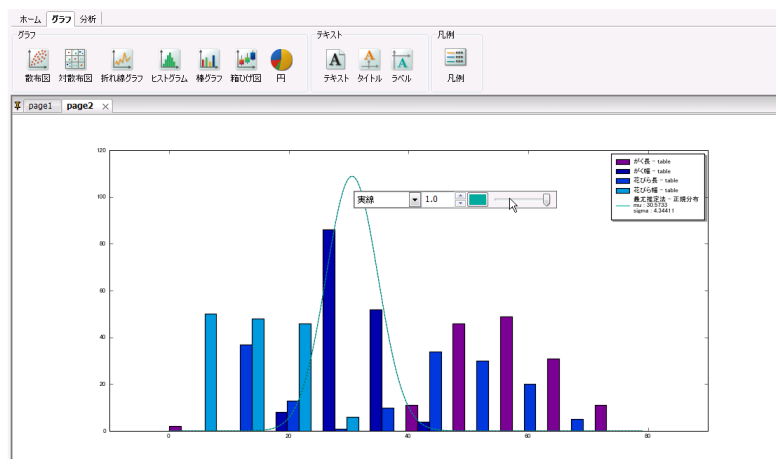 ホーム グラフ 分析
グラフ テキスト 凡例
散布図 対散布図 折れ線グラフ ヒストグラム 棒グラフ 箱ひげ図 円 テキスト タイトル ラベル 凡例
page1 page2 ×
120
100
80
60
40
20
0
実線 1.0
がく長 - table
がく幅 - table
花びら長 - table
花びら幅 - table
最尤推定法 - 正規分布
mu : 30.5733
sigma : 4.34411
0 20 40 60 80